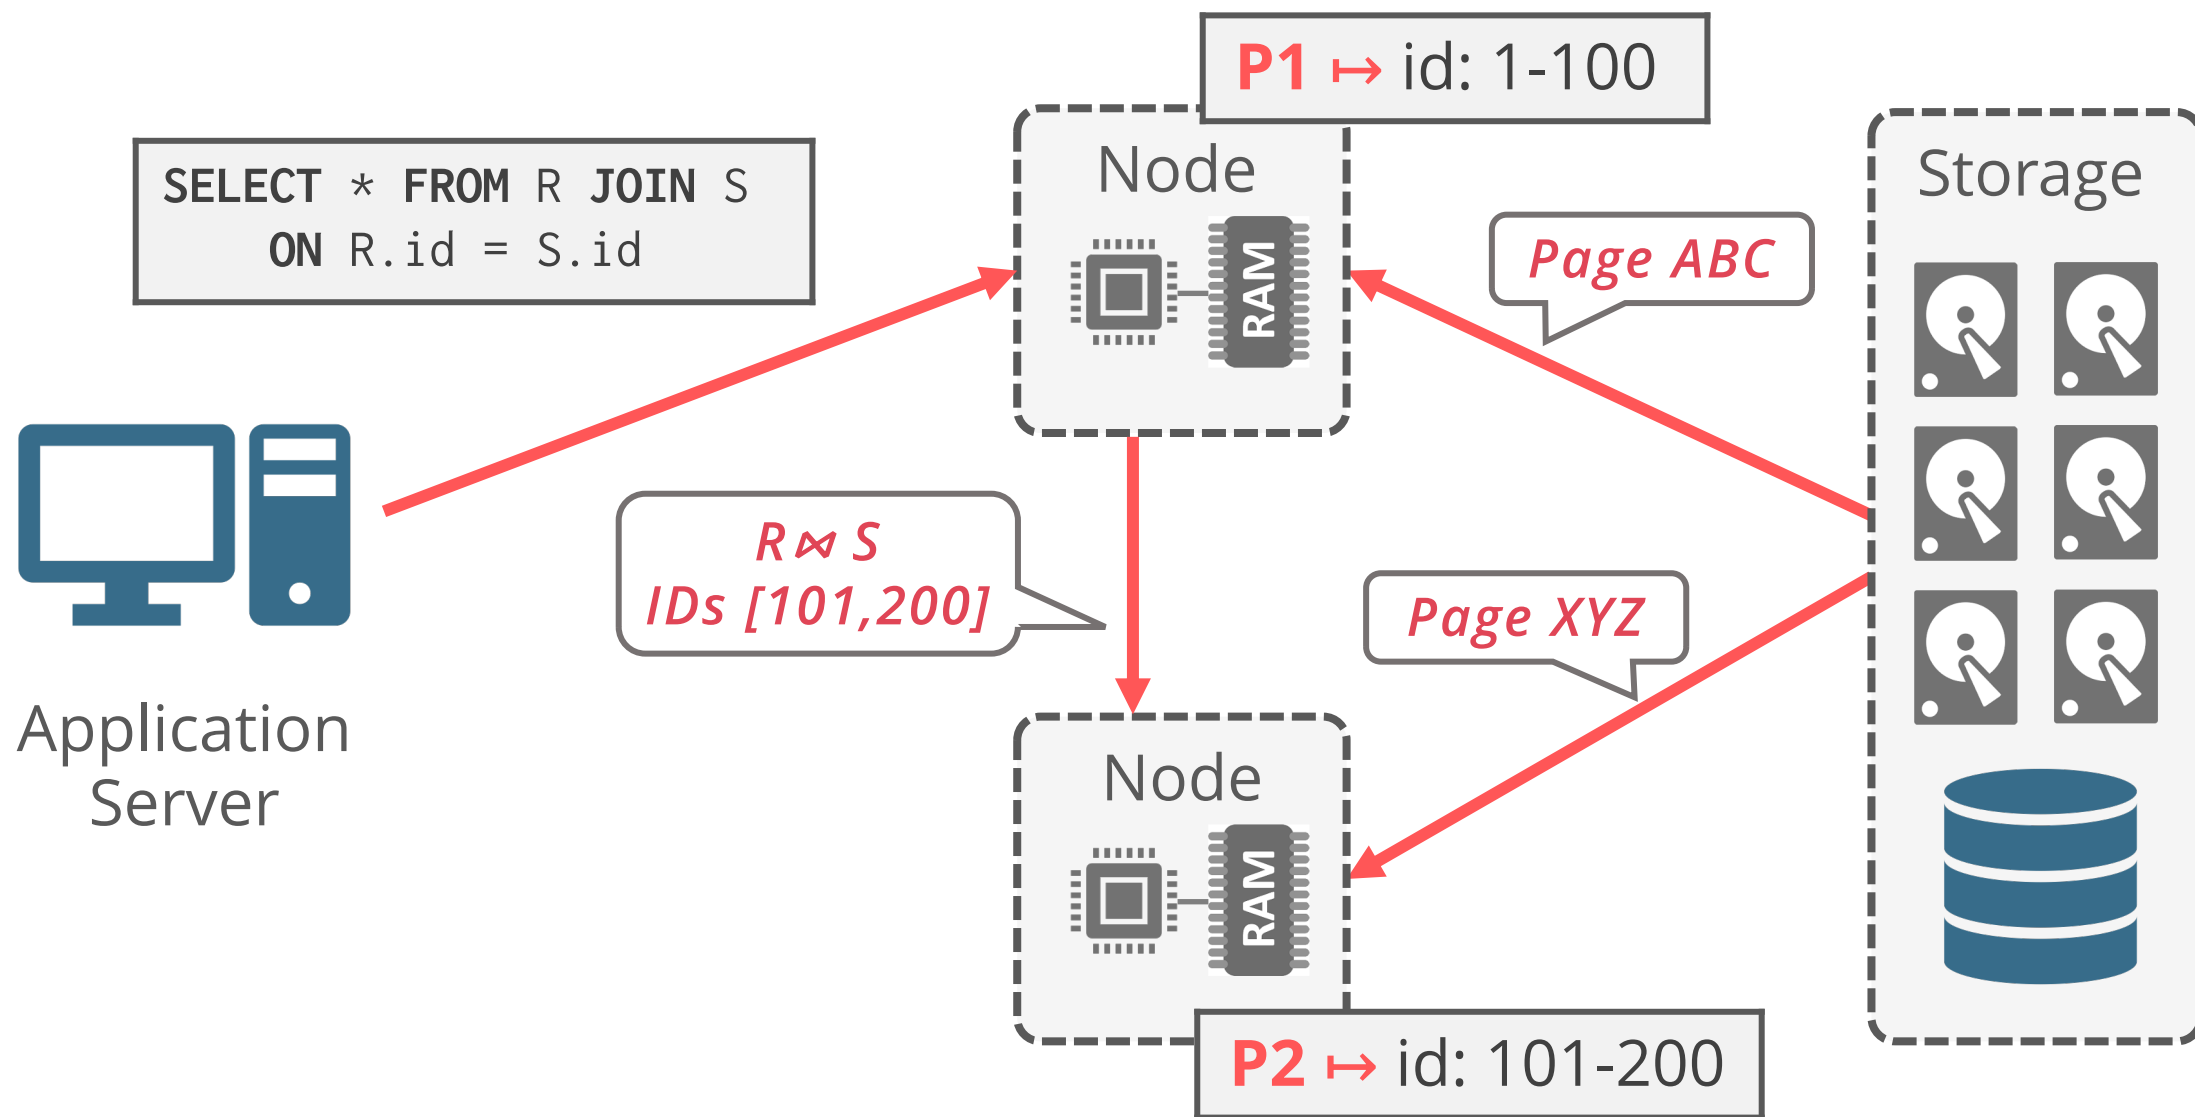 P1 ↦ id: 1-100
SELECT * FROM R JOIN S
ON R.id = S.id
Node
RAM
Storage
Page ABC
R ⋈ S
IDs [101,200]
Page XYZ
Application
Server
Node
RAM
P2 ↦ id: 101-200